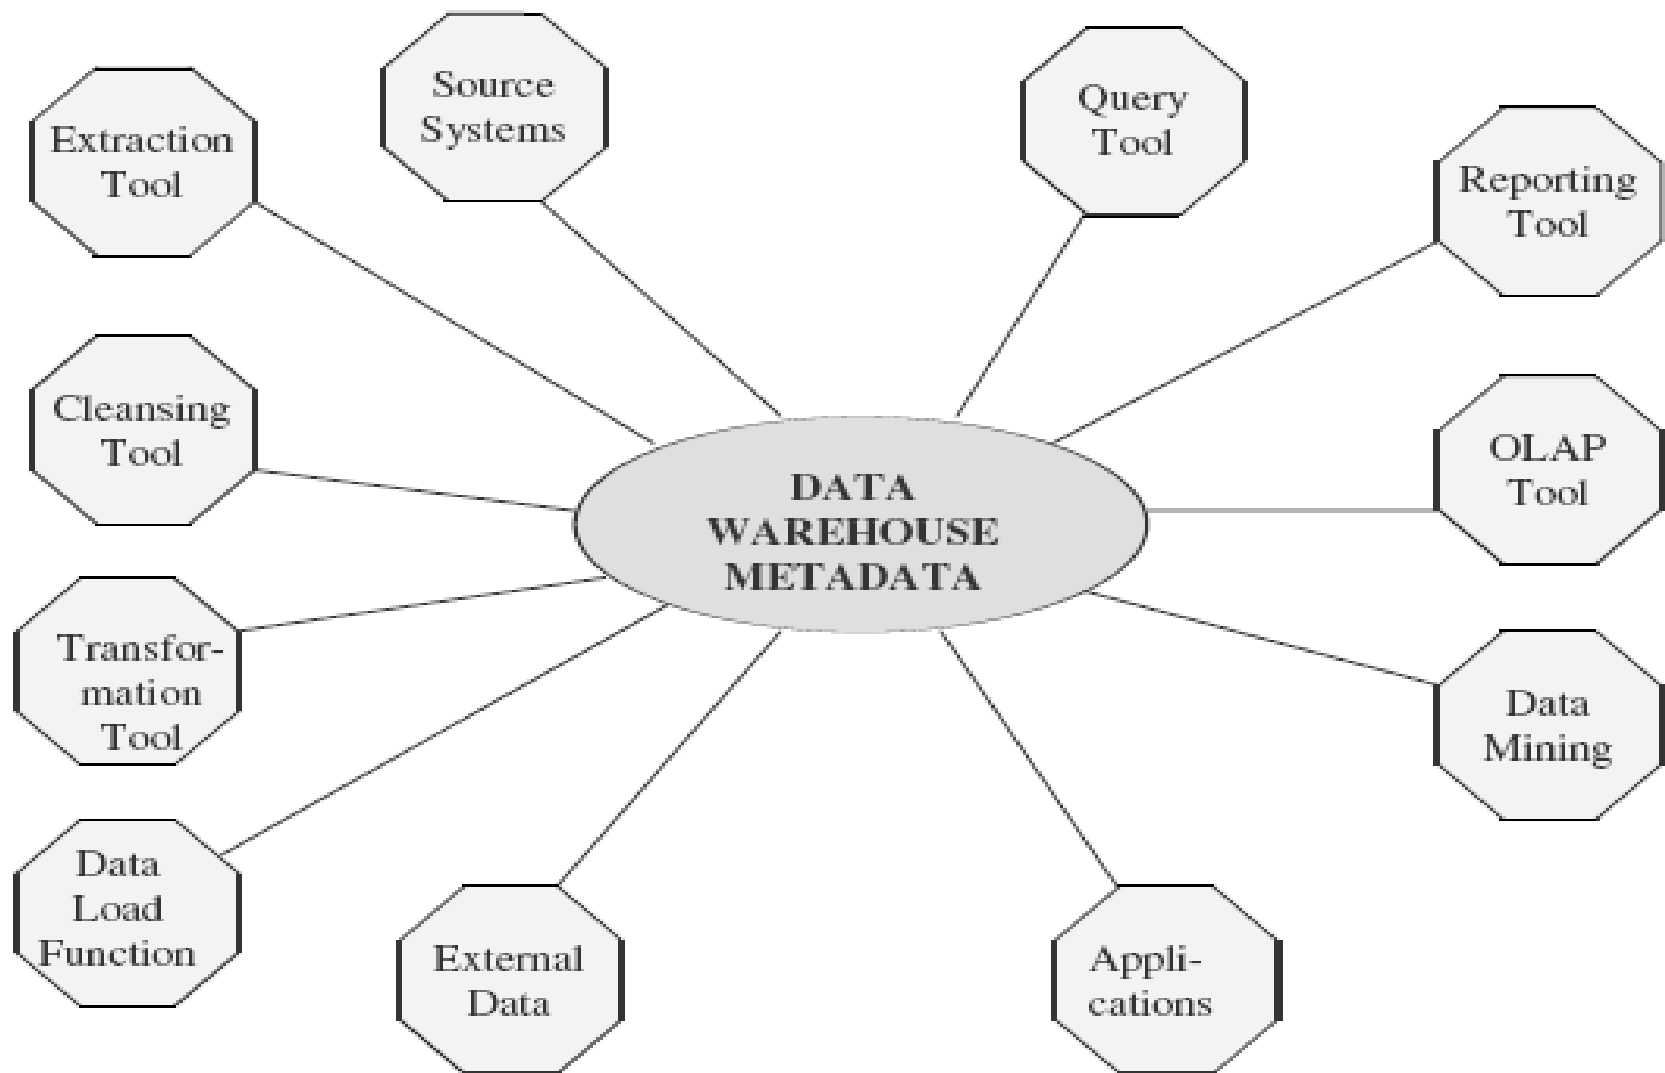 Source
Systems
Query
Tool
Extraction
Tool
Reporting
Tool
Cleansing
Tool
OLAP
Tool
DATA
WAREHOUSE
METADATA
Transfor-
mation
Tool
Data
Mining
Data
Load
Function
External
Data
Appli-
cations